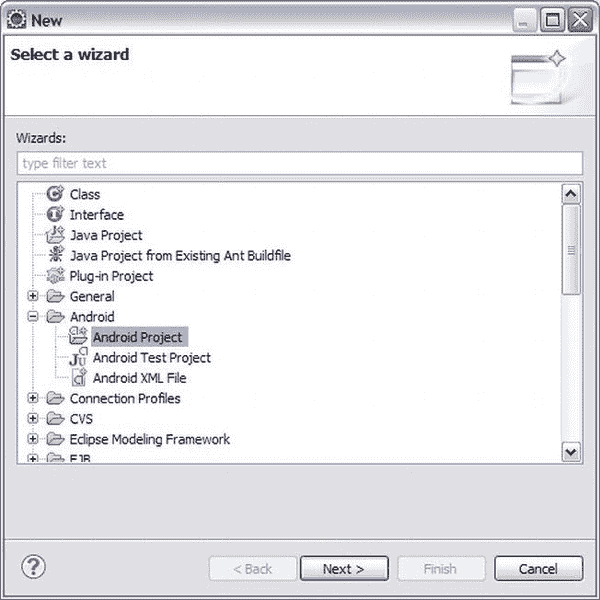 New
Select a wizard
Wizards:
type filter text
Class
Interface
Java Project
Java Project from Existing Ant Buildfile
Plug-in Project
General
Android
Android Project
Android Test Project
Android XML File
Connection Profiles
CVS
Eclipse Modeling Framework
EJB
?
< Back
Next >
Finish
Cancel